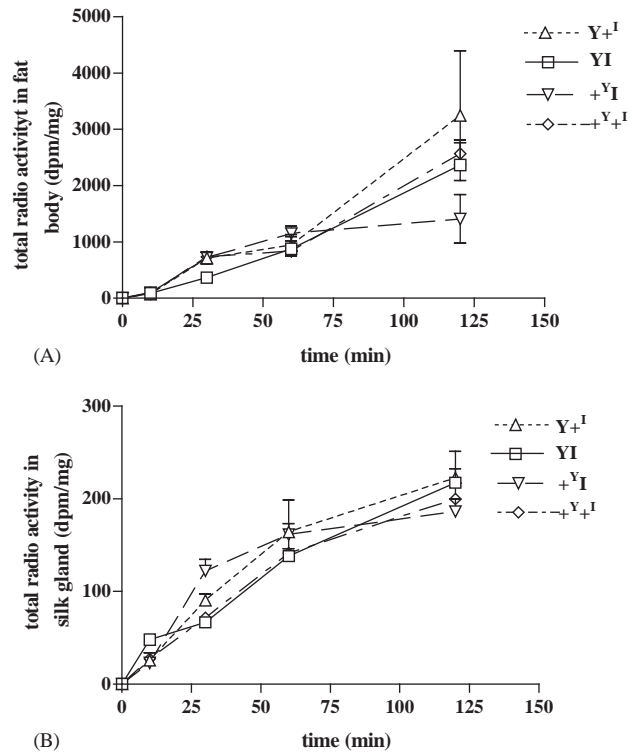 Y+ᴵ
YI
+ʸI
+ʸ+ᴵ
total radio activityt in fat
body (dpm/mg)
5000
4000
3000
2000
1000
0
0 25 50 75 100 125 150
time (min)
(A)
Y+ᴵ
YI
+ʸI
+ʸ+ᴵ
total radio activity in
silk gland (dpm/mg)
300
200
100
0
0 25 50 75 100 125 150
time (min)
(B)